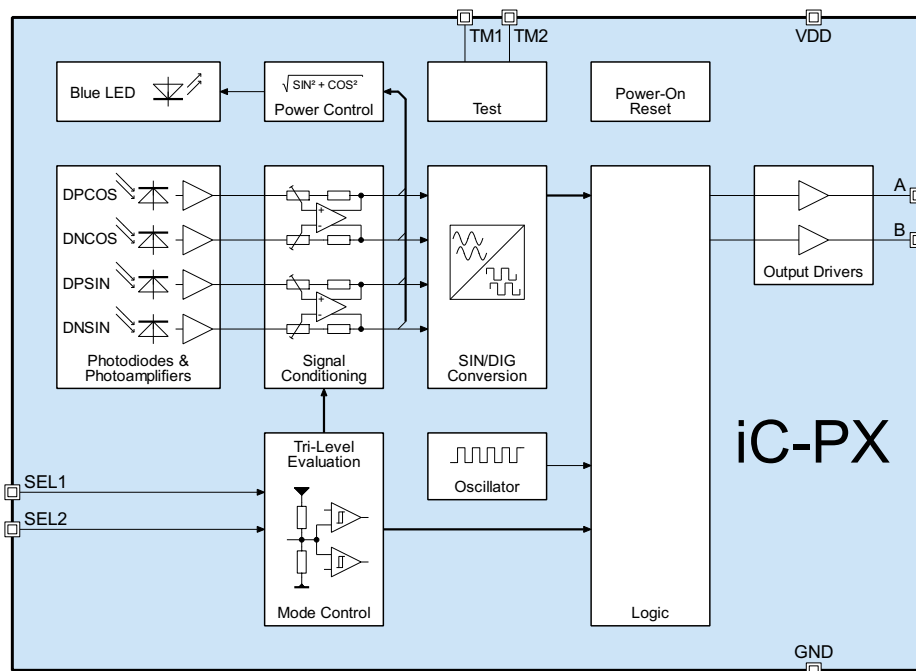 TM1 TM2
VDD
Blue LED
√SIN² + COS²
Power Control
Test
Power-On
Reset
DPCOS
DNCOS
DPSIN
DNSIN
Photodiodes &
Photoamplifiers
+
-
+
-
Signal
Conditioning
SIN/DIG
Conversion
A
B
Output Drivers
Tri-Level
Evaluation
SEL1
SEL2
Mode Control
Oscillator
Logic
iC-PX
GND